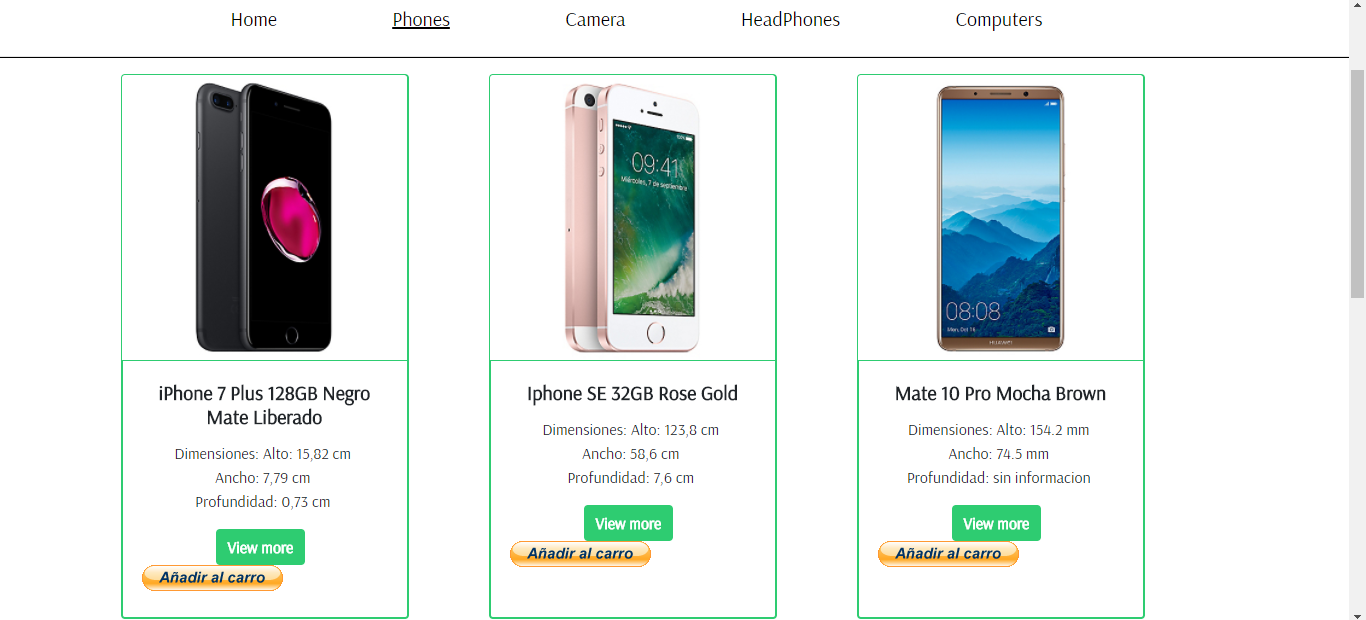 Home Phones Camera HeadPhones Computers
09:41
Miércoles, 7 de septiembre
08:08
Mon, Oct 16
HUAWEI
iPhone 7 Plus 128GB Negro
Mate Liberado
Dimensiones: Alto: 15,82 cm
Ancho: 7,79 cm
Profundidad: 0,73 cm
View more
Añadir al carro
Iphone SE 32GB Rose Gold
Dimensiones: Alto: 123,8 cm
Ancho: 58,6 cm
Profundidad: 7,6 cm
View more
Añadir al carro
Mate 10 Pro Mocha Brown
Dimensiones: Alto: 154.2 mm
Ancho: 74.5 mm
Profundidad: sin informacion
View more
Añadir al carro